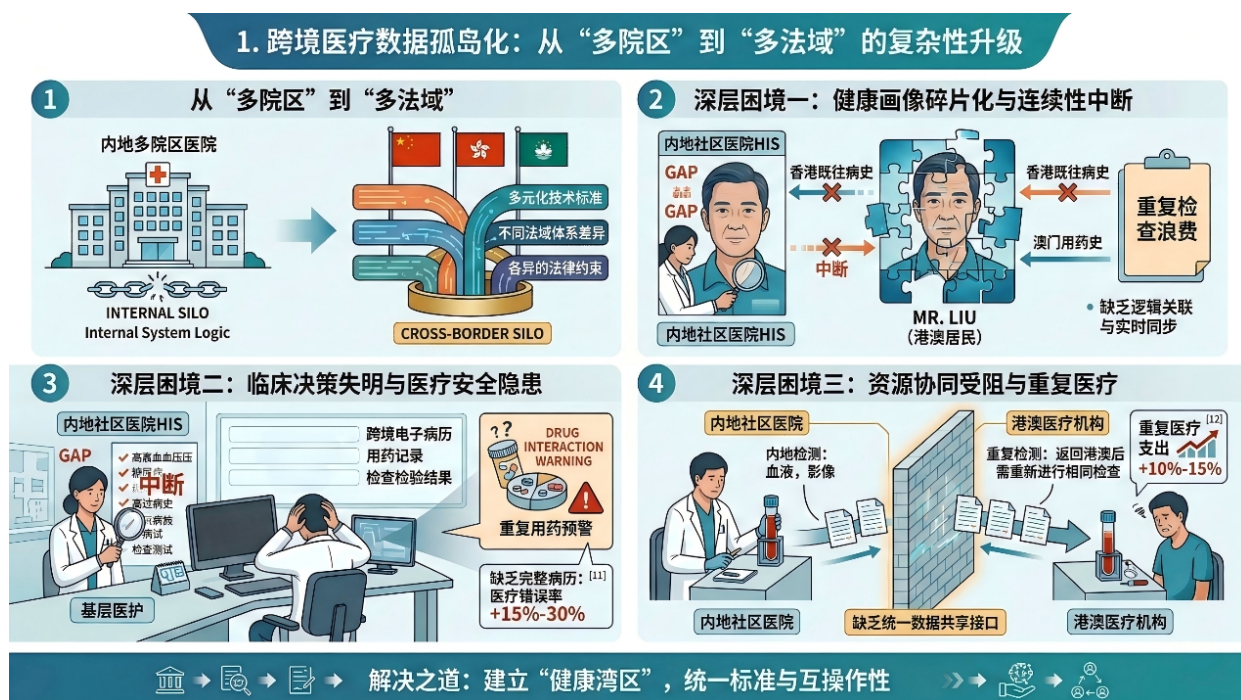 1. 跨境医疗数据孤岛化：从“多院区”到“多法域”的复杂性升级
1
从“多院区”到“多法域”
内地多院区医院
INTERNAL SILO
Internal System Logic
多元化技术标准
不同法域体系差异
各异的法律约束
CROSS-BORDER SILO
2
深层困境一：健康画像碎片化与连续性中断
内地社区医院HIS
GAP
GAP
内地社区医院HIS
香港既往病史
中断
MR. LIU
（港澳居民）
香港既往病史
澳门用药史
重复检
查浪费
• 缺乏逻辑关联
与实时同步
3
深层困境二：临床决策失明与医疗安全隐患
内地社区医院HIS
GAP
中断
检查测试
基层医护
跨境电子病历
用药记录
检查检验结果
??
DRUG
INTERACTION
WARNING
重复用药预警
缺乏完整病历：[11]
医疗错误率
+15%-30%
4
深层困境三：资源协同受阻与重复医疗
内地社区医院
内地检测：
血液，影像
内地社区医院
缺乏统一数据共享接口
港澳医疗机构
重复检测：返回港澳后
需重新进行相同检查
重复医疗[12]
支出
+10%-15%
港澳医疗机构
解决之道：建立“健康湾区”，统一标准与互操作性